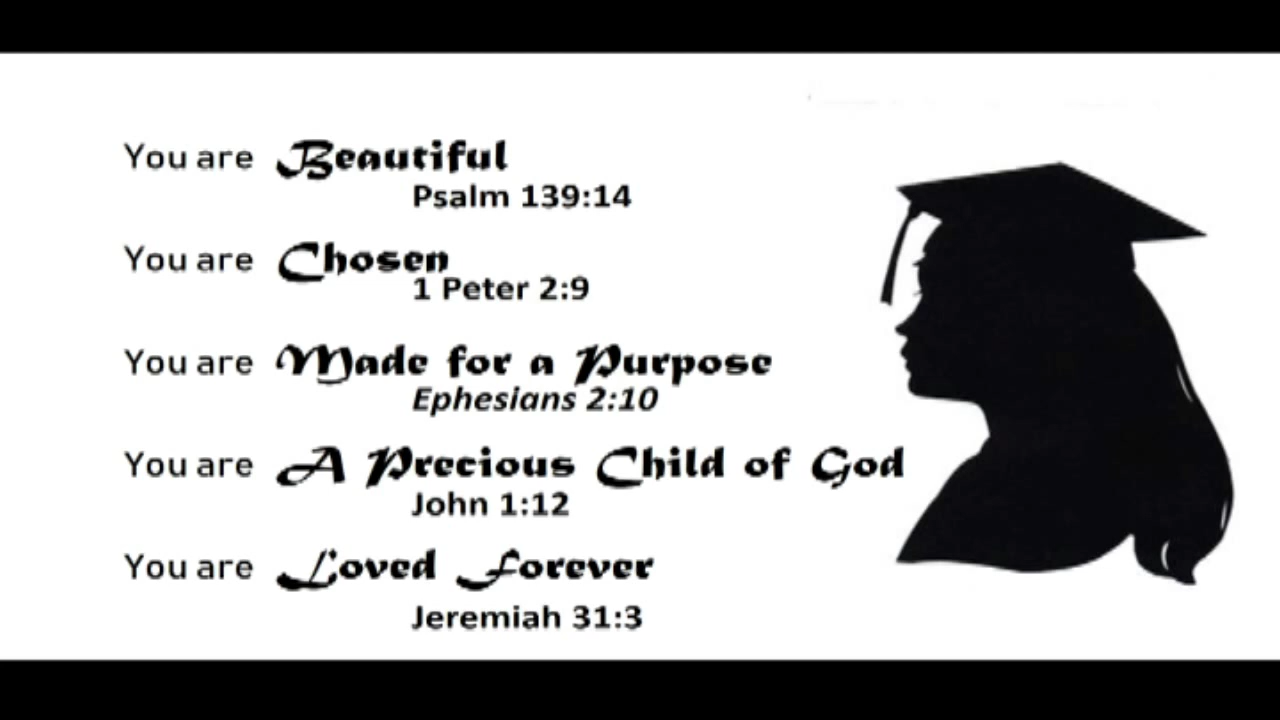 You are Beautiful
Psalm 139:14
You are Chosen
1 Peter 2:9
You are Made for a Purpose
Ephesians 2:10
You are A Precious Child of God
John 1:12
You are Loved Forever
Jeremiah 31:3